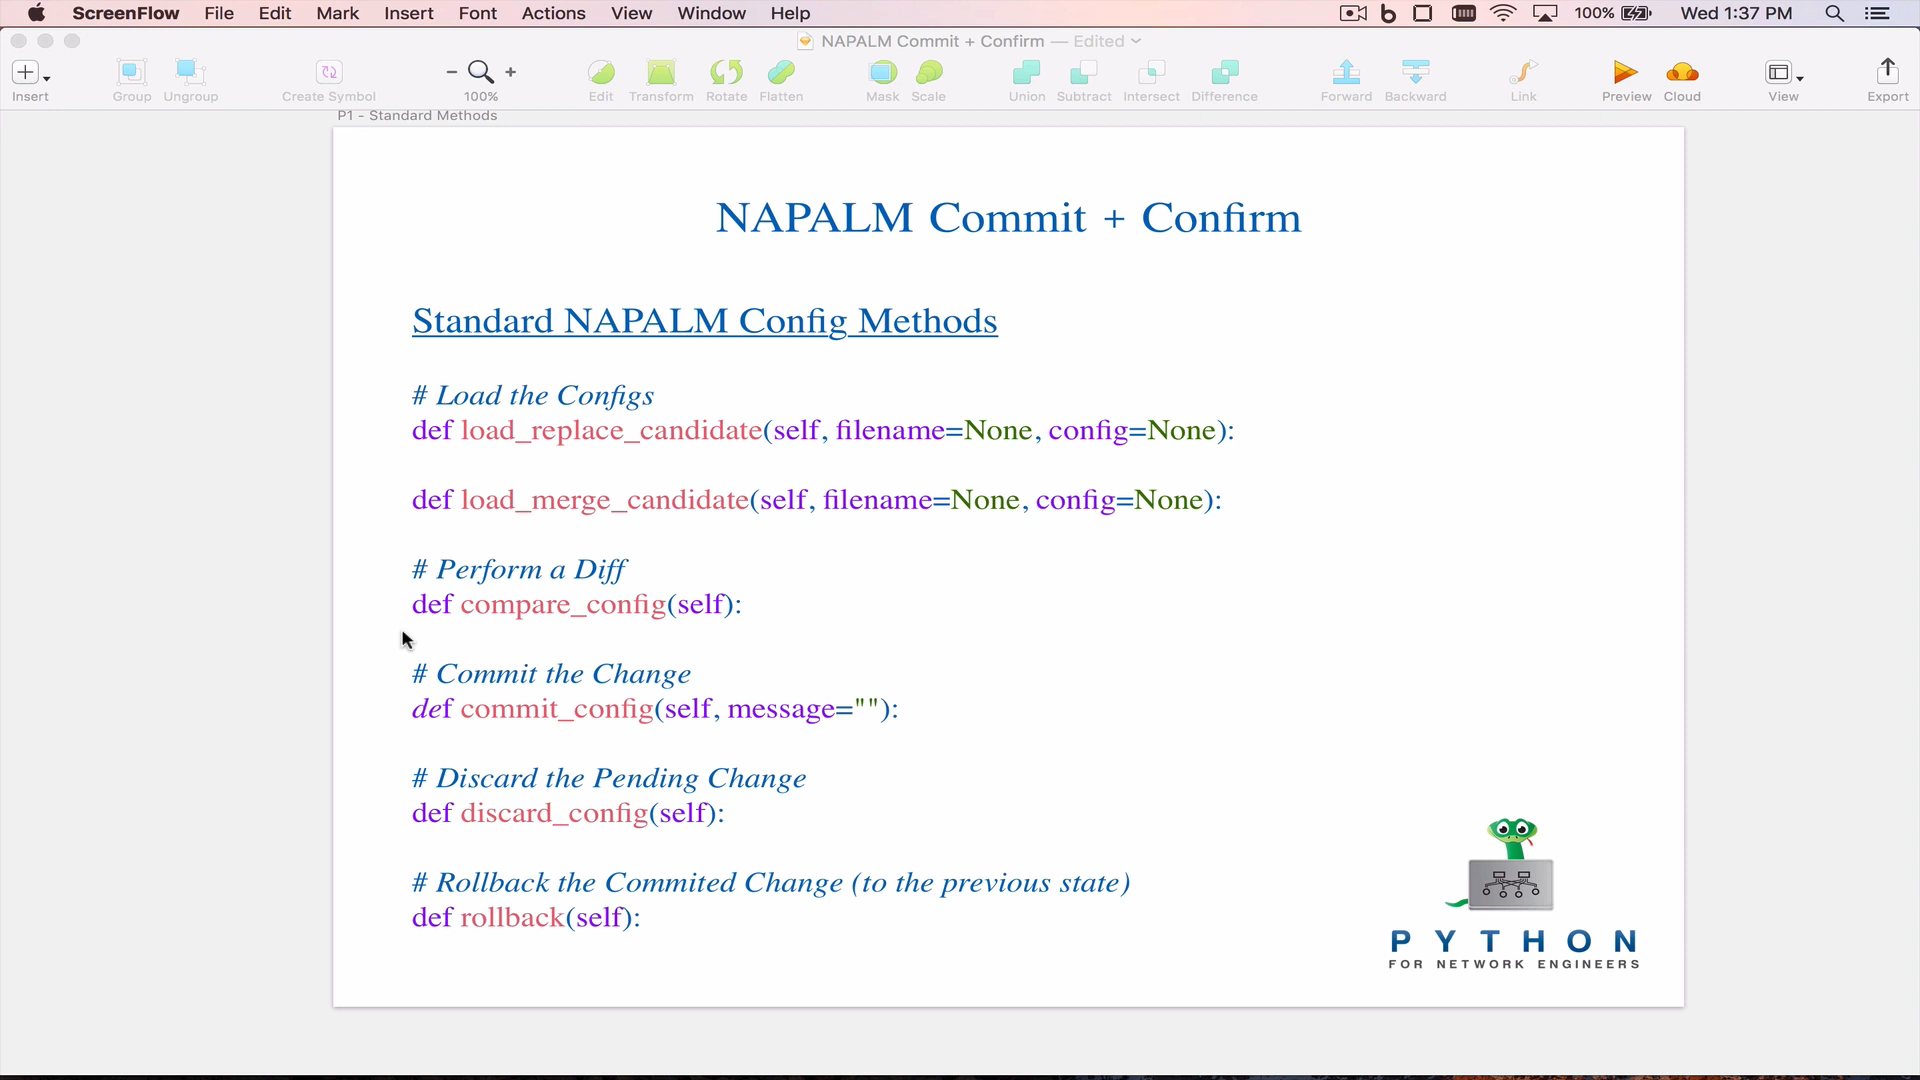 ScreenFlow File Edit Mark Insert Font Actions View Window Help 100% Wed 1:37 PM
NAPALM Commit + Confirm — Edited
Insert Group Ungroup Create Symbol 100% Edit Transform Rotate Flatten Mask Scale Union Subtract Intersect Difference Forward Backward Link Preview Cloud View Export
P1 - Standard Methods
NAPALM Commit + Confirm
Standard NAPALM Config Methods
# Load the Configs
def load_replace_candidate(self, filename=None, config=None):
def load_merge_candidate(self, filename=None, config=None):
# Perform a Diff
def compare_config(self):
# Commit the Change
def commit_config(self, message=""):
# Discard the Pending Change
def discard_config(self):
# Rollback the Commited Change (to the previous state)
def rollback(self):
PYTHON
FOR NETWORK ENGINEERS